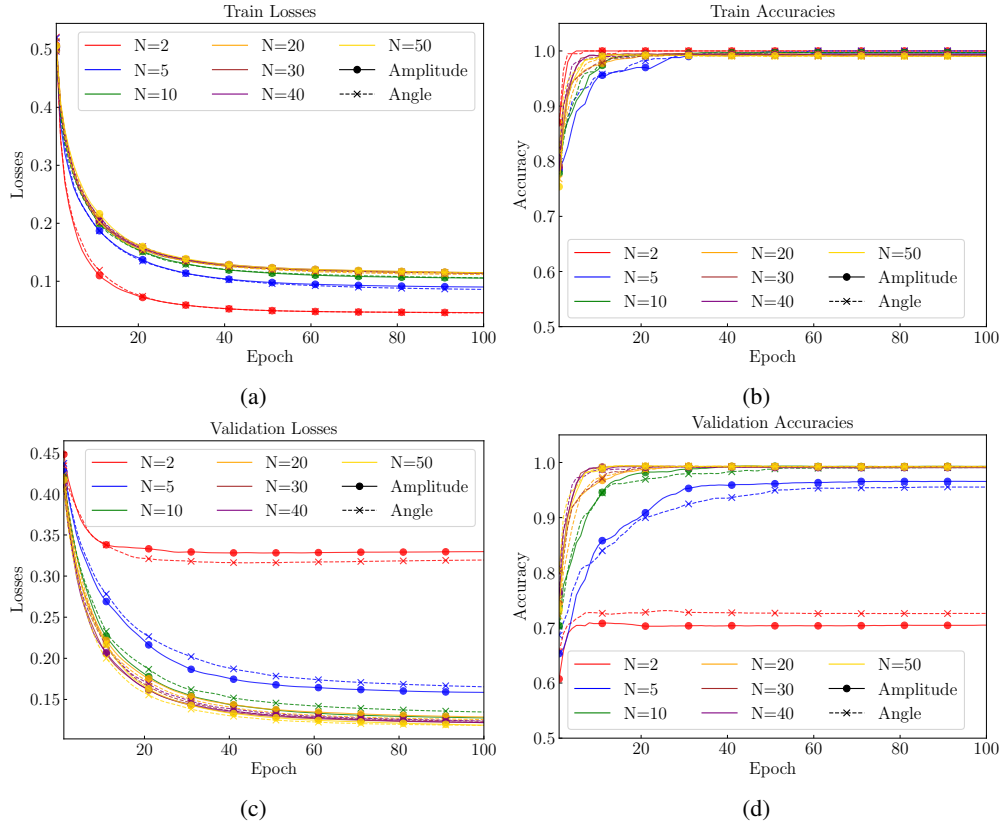 Train Losses
0.5
0.4
0.3
0.2
0.1
Losses
N=2 N=20 N=50
N=5 N=30 Amplitude
N=10 N=40 Angle
20 40 60 80 100
Epoch
(a)
Train Accuracies
1.0
0.9
0.8
0.7
0.6
0.5
Accuracy
N=2 N=20 N=50
N=5 N=30 Amplitude
N=10 N=40 Angle
20 40 60 80 100
Epoch
(b)
Validation Losses
0.45
0.40
0.35
0.30
0.25
0.20
0.15
Losses
N=2 N=20 N=50
N=5 N=30 Amplitude
N=10 N=40 Angle
20 40 60 80 100
Epoch
(c)
Validation Accuracies
1.0
0.9
0.8
0.7
0.6
0.5
Accuracy
N=2 N=20 N=50
N=5 N=30 Amplitude
N=10 N=40 Angle
20 40 60 80 100
Epoch
(d)